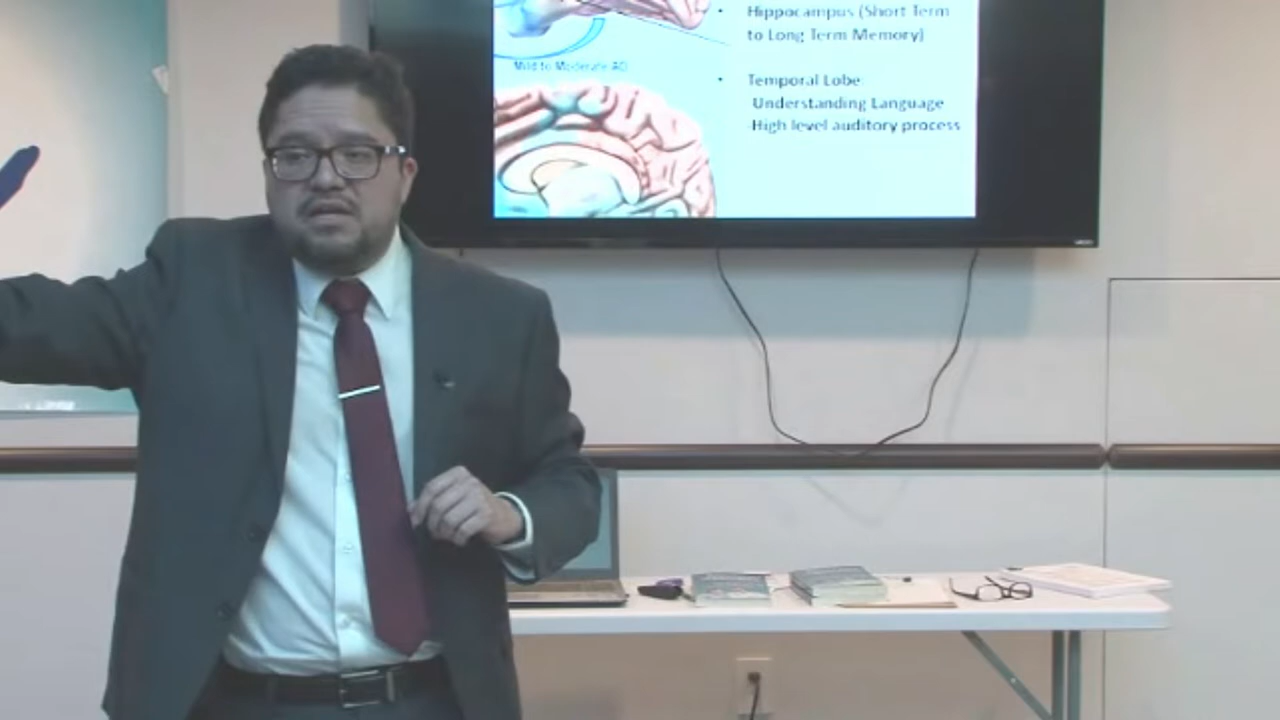 • Hippocampus (Short Term
to Long Term Memory)
Mild to Moderate AD
• Temporal Lobe:
-Understanding Language
-High level auditory process